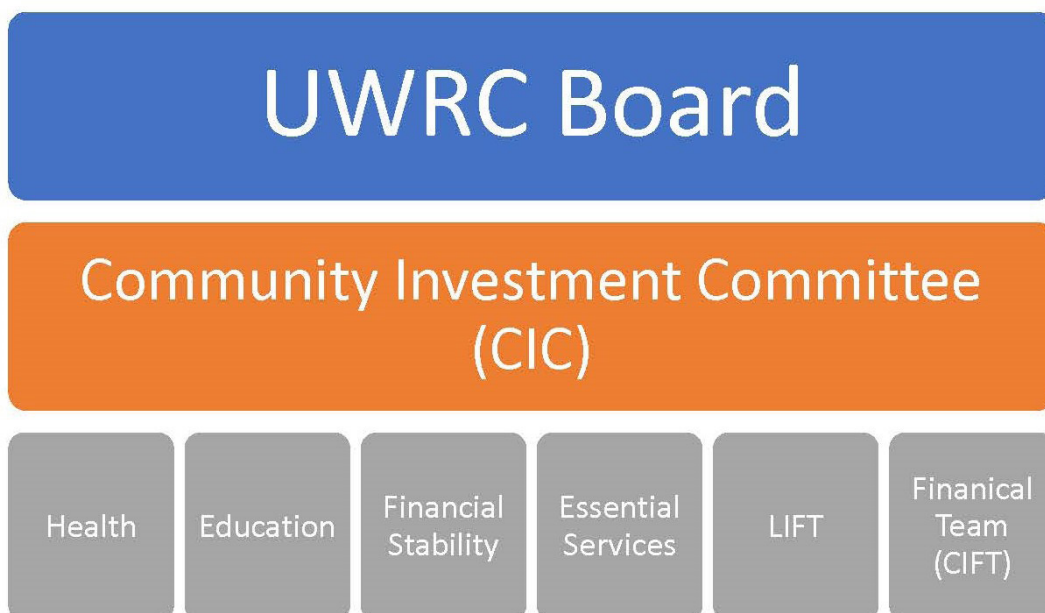 UWRC Board
Community Investment Committee
(CIC)
Health
Education
Financial
Stability
Essential
Services
LIFT
Finanical
Team
(CIFT)